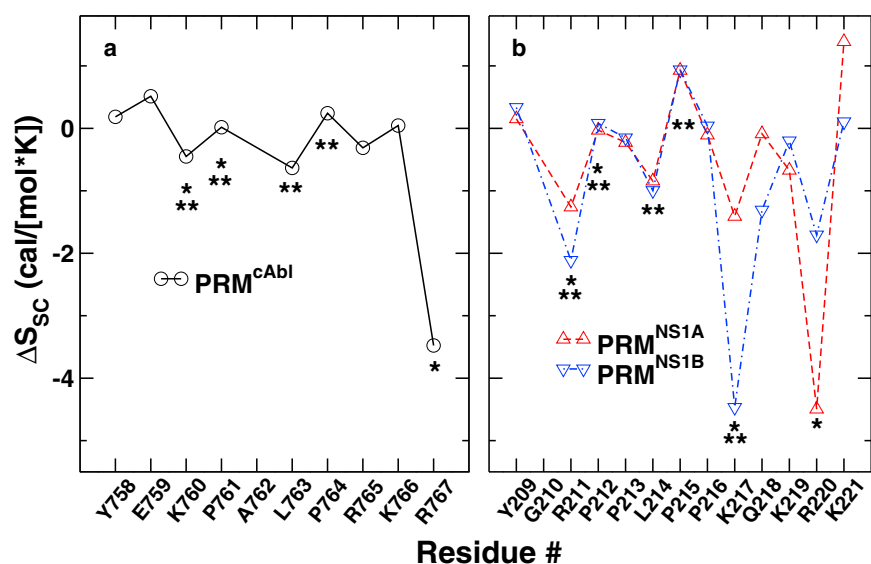 a
b
ΔS_SC (cal/[mol*K])
0
-2
-4
*
**
*
**
**
**
*
PRM^cAbl
*
**
*
**
**
**
*
**
*
PRM^NS1A
PRM^NS1B
Y758
E759
K760
P761
A762
L763
P764
R765
K766
R767
Y209
G210
R211
P212
P213
L214
P215
P216
K217
Q218
K219
R220
K221
Residue #